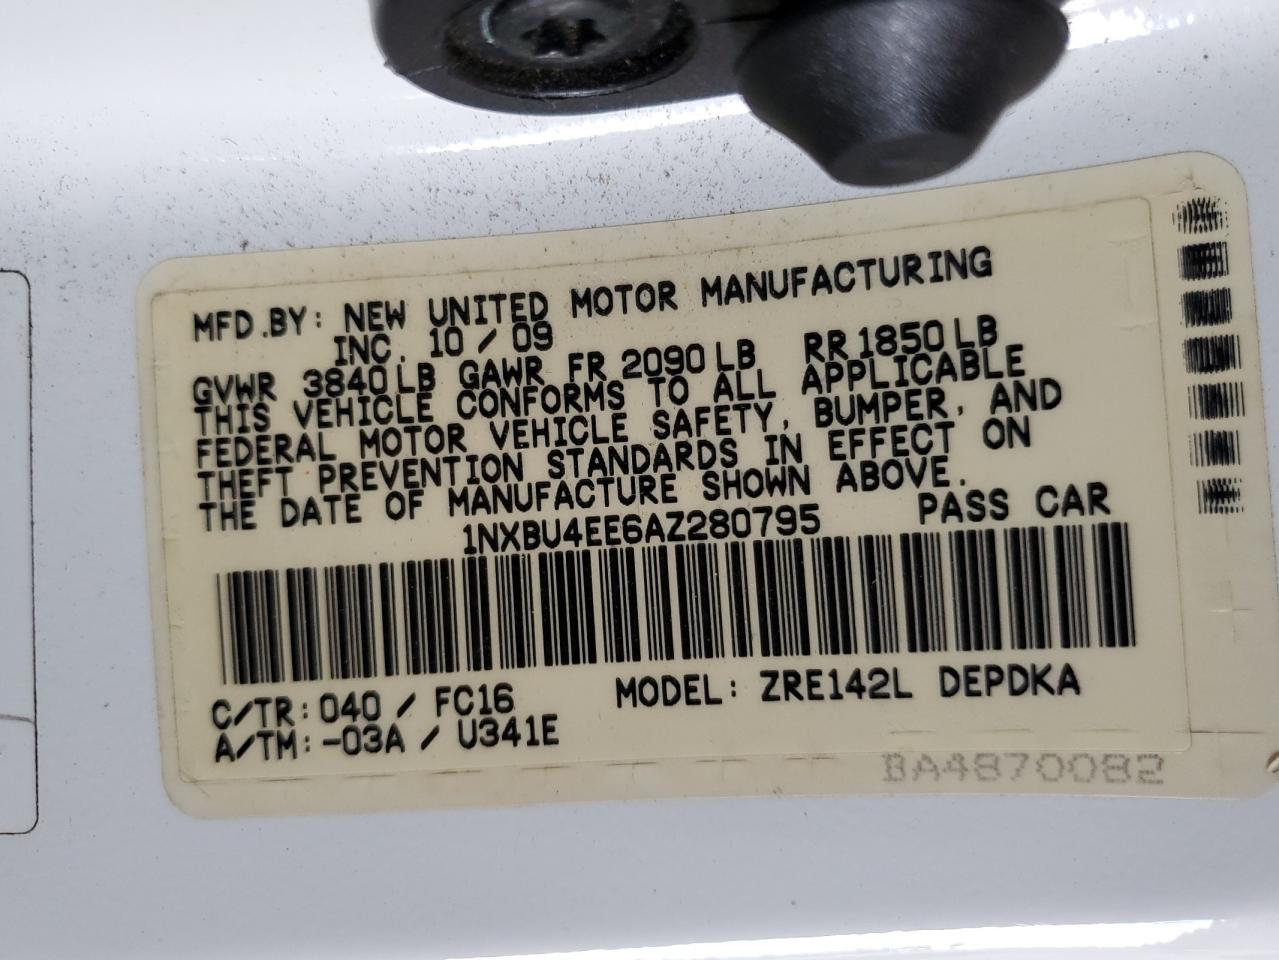 MFD.BY: NEW UNITED MOTOR MANUFACTURING
INC. 10 / 09
GVWR 3840LB GAWR FR 2090LB RR1850LB
THIS VEHICLE CONFORMS TO ALL APPLICABLE
FEDERAL MOTOR VEHICLE SAFETY, BUMPER, AND
THEFT PREVENTION STANDARDS IN EFFECT ON
THE DATE OF MANUFACTURE SHOWN ABOVE.
1NXBU4EE6AZ280795 PASS CAR
C/TR: 040 / FC16 MODEL: ZRE142L DEPDKA
A/TM: -03A / U341E
BA4870082